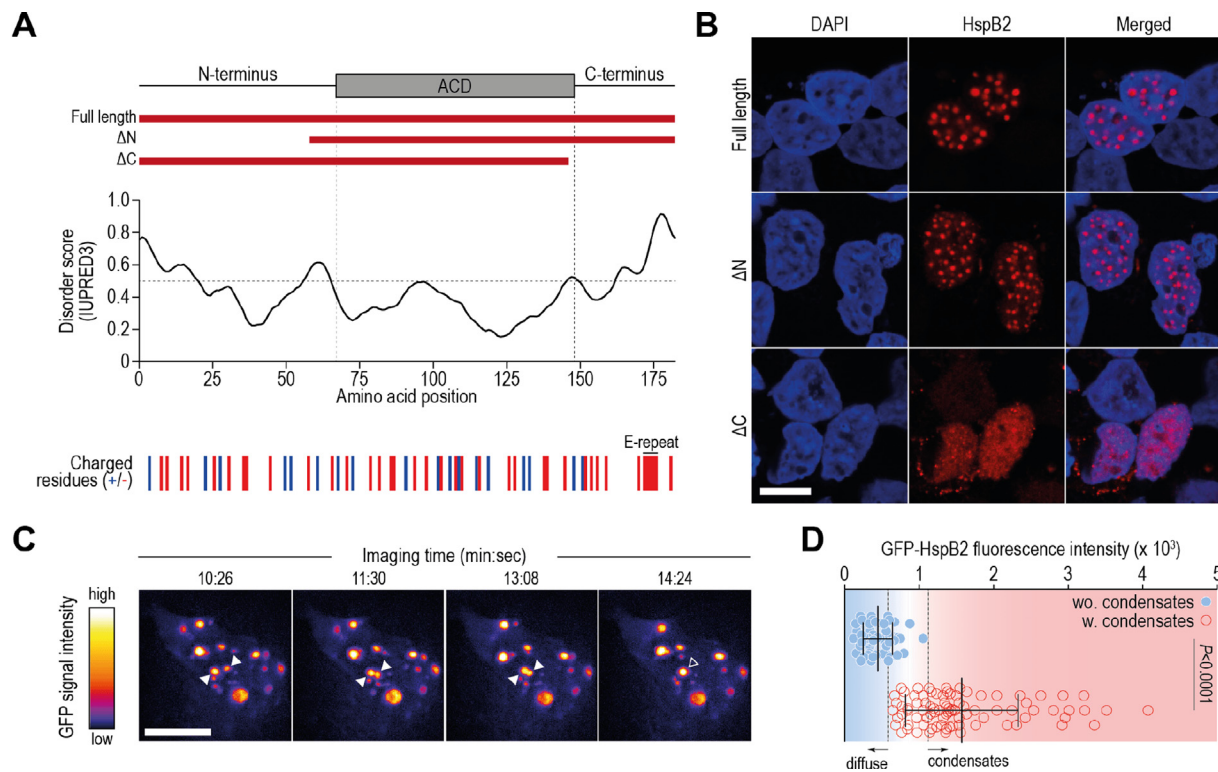 A
N-terminus
ACD
C-terminus
Full length
ΔN
ΔC
Disorder score
(IUPRED3)
1.0
0.8
0.6
0.4
0.2
0
0 25 50 75 100 125 150 175
Amino acid position
E-repeat
Charged
residues (+/-)
B
DAPI HspB2 Merged
Full length
ΔN
ΔC
C
Imaging time (min:sec)
10:26 11:30 13:08 14:24
GFP signal intensity
high
low
D
GFP-HspB2 fluorescence intensity (x 10³)
0 1 2 3 4 5
wo. condensates
w. condensates
P<0.0001
diffuse
condensates